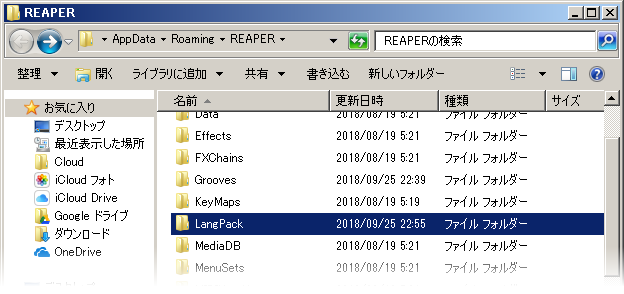 REAPER
AppData ▸ Roaming ▸ REAPER ▸ REAPERの検索
整理 開く ライブラリに追加 共有 書き込む 新しいフォルダー
名前 更新日時 種類 サイズ
お気に入り
デスクトップ
最近表示した場所
Cloud
iCloud フォト
iCloud Drive
Google ドライブ
ダウンロード
OneDrive
Data 2018/08/19 5:21 ファイル フォルダー
Effects 2018/08/19 5:21 ファイル フォルダー
FXChains 2018/08/19 5:21 ファイル フォルダー
Grooves 2018/09/25 22:39 ファイル フォルダー
KeyMaps 2018/08/19 5:19 ファイル フォルダー
LangPack 2018/09/25 22:55 ファイル フォルダー
MediaDB 2018/08/19 5:21 ファイル フォルダー
MenuSets 2018/08/19 5:21 ファイル フォルダー